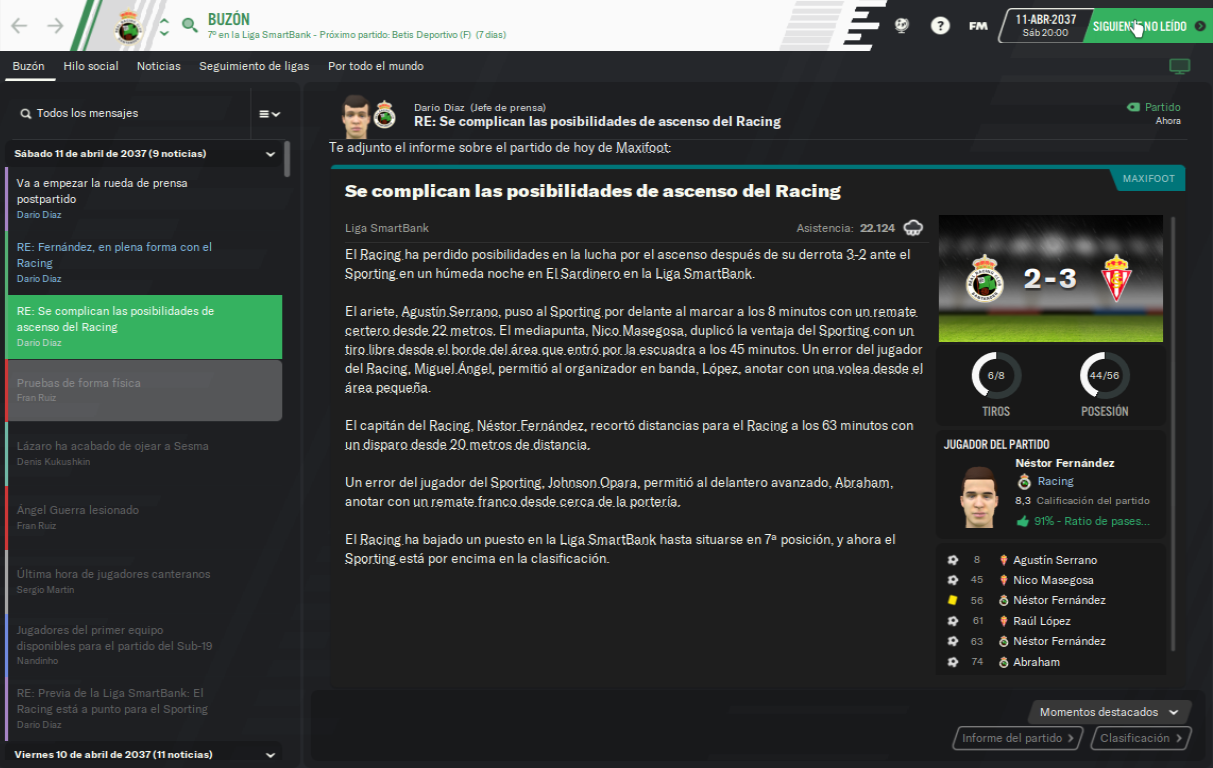 BUZÓN
7º en la Liga SmartBank - Próximo partido: Betis Deportivo (F) (7 días)
FM
11-ABR-2037
Sáb 20:00
SIGUIENTE NO LEÍDO
Buzón
Hilo social
Noticias
Seguimiento de ligas
Por todo el mundo
Todos los mensajes
Sábado 11 de abril de 2037 (9 noticias)
Va a empezar la rueda de prensa
postpartido
Darío Díaz
RE: Fernández, en plena forma con el
Racing
Darío Díaz
RE: Se complican las posibilidades de
ascenso del Racing
Darío Díaz
Pruebas de forma física
Fran Ruiz
Lázaro ha acabado de ojear a Sesma
Denis Kukushkin
Ángel Guerra lesionado
Fran Ruiz
Última hora de jugadores canteranos
Sergio Martín
Jugadores del primer equipo
disponibles para el partido del Sub-19
Nandinho
RE: Previa de la Liga SmartBank: El
Racing está a punto para el Sporting
Darío Díaz
Viernes 10 de abril de 2037 (11 noticias)
Darío Díaz (Jefe de prensa)
RE: Se complican las posibilidades de ascenso del Racing
Partido
Ahora
Te adjunto el informe sobre el partido de hoy de Maxifoot:
MAXIFOOT
Se complican las posibilidades de ascenso del Racing
Liga SmartBank
Asistencia: 22.124
El Racing ha perdido posibilidades en la lucha por el ascenso después de su derrota 3-2 ante el
Sporting en un húmeda noche en El Sardinero en la Liga SmartBank.
El ariete, Agustín Serrano, puso al Sporting por delante al marcar a los 8 minutos con un remate
certero desde 22 metros. El mediapunta, Nico Masegosa, duplicó la ventaja del Sporting con un
tiro libre desde el borde del área que entró por la escuadra a los 45 minutos. Un error del jugador
del Racing, Miguel Ángel, permitió al organizador en banda, López, anotar con una volea desde el
área pequeña.
El capitán del Racing, Néstor Fernández, recortó distancias para el Racing a los 63 minutos con
un disparo desde 20 metros de distancia.
Un error del jugador del Sporting, Johnson Opara, permitió al delantero avanzado, Abraham,
anotar con un remate franco desde cerca de la portería.
El Racing ha bajado un puesto en la Liga SmartBank hasta situarse en 7ª posición, y ahora el
Sporting está por encima en la clasificación.
2-3
6/8
TIROS
44/56
POSESIÓN
JUGADOR DEL PARTIDO
Néstor Fernández
Racing
8,3 Calificación del partido
91% - Ratio de pases...
8 Agustín Serrano
45 Nico Masegosa
56 Néstor Fernández
61 Raúl López
63 Néstor Fernández
74 Abraham
Momentos destacados
Informe del partido
Clasificación